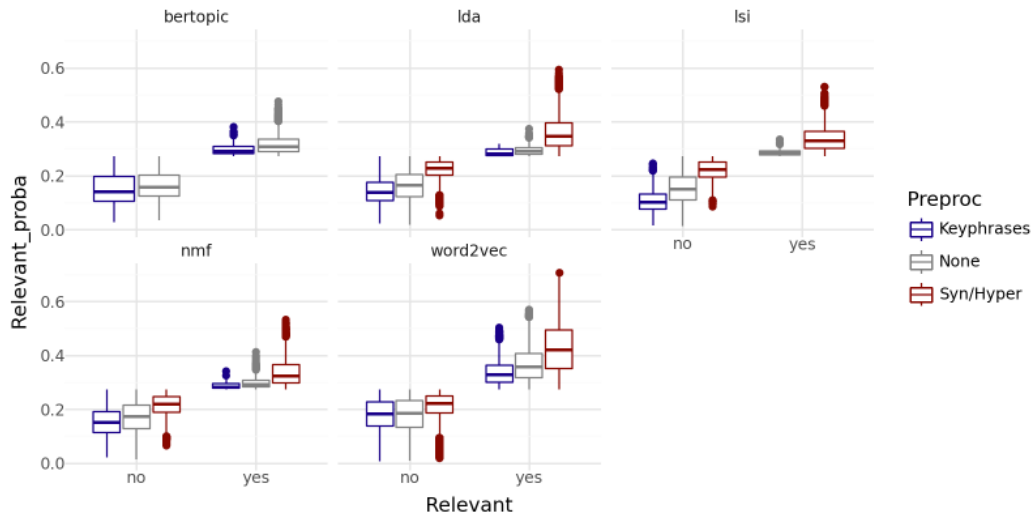 bertopic
lda
lsi
0.6
0.4
0.2
0.0
no
yes
nmf
word2vec
0.6
0.4
0.2
0.0
no
yes
no
yes
Relevant_proba
Relevant
Preproc
Keyphrases
None
Syn/Hyper